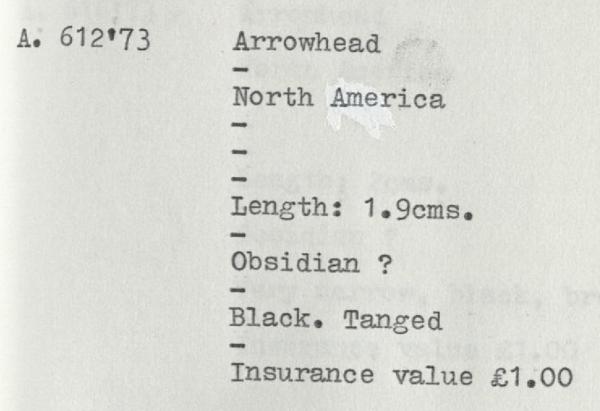 A. 612'73 Arrowhead
-
North America
-
-
-
Length: 1.9cms.
-
Obsidian ?
-
Black. Tanged
-
Insurance value £1.00